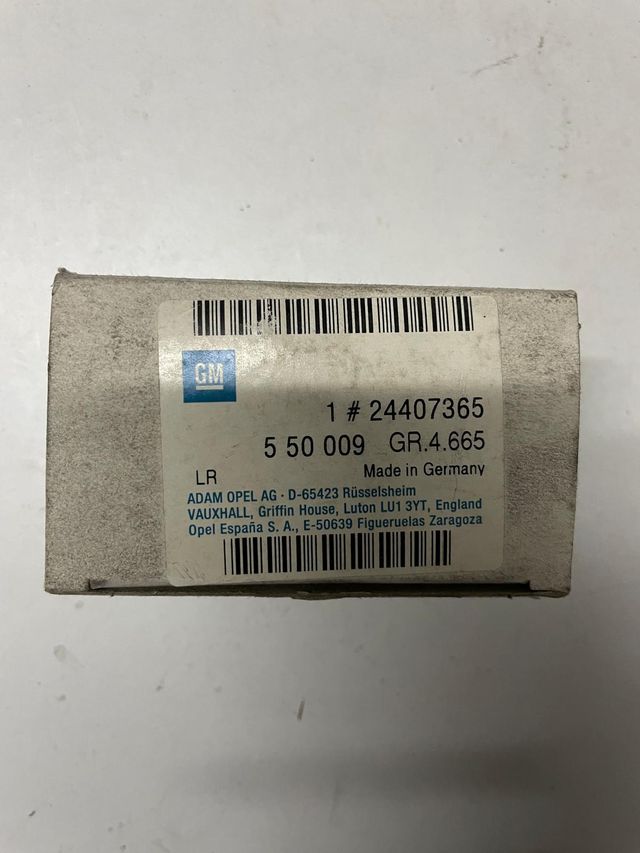 GM
1 # 24407365
5 50 009 GR.4.665
LR Made in Germany
ADAM OPEL AG · D-65423 Rüsselsheim
VAUXHALL, Griffin House, Luton LU1 3YT, England
Opel España S. A., E-50639 Figueruelas Zaragoza